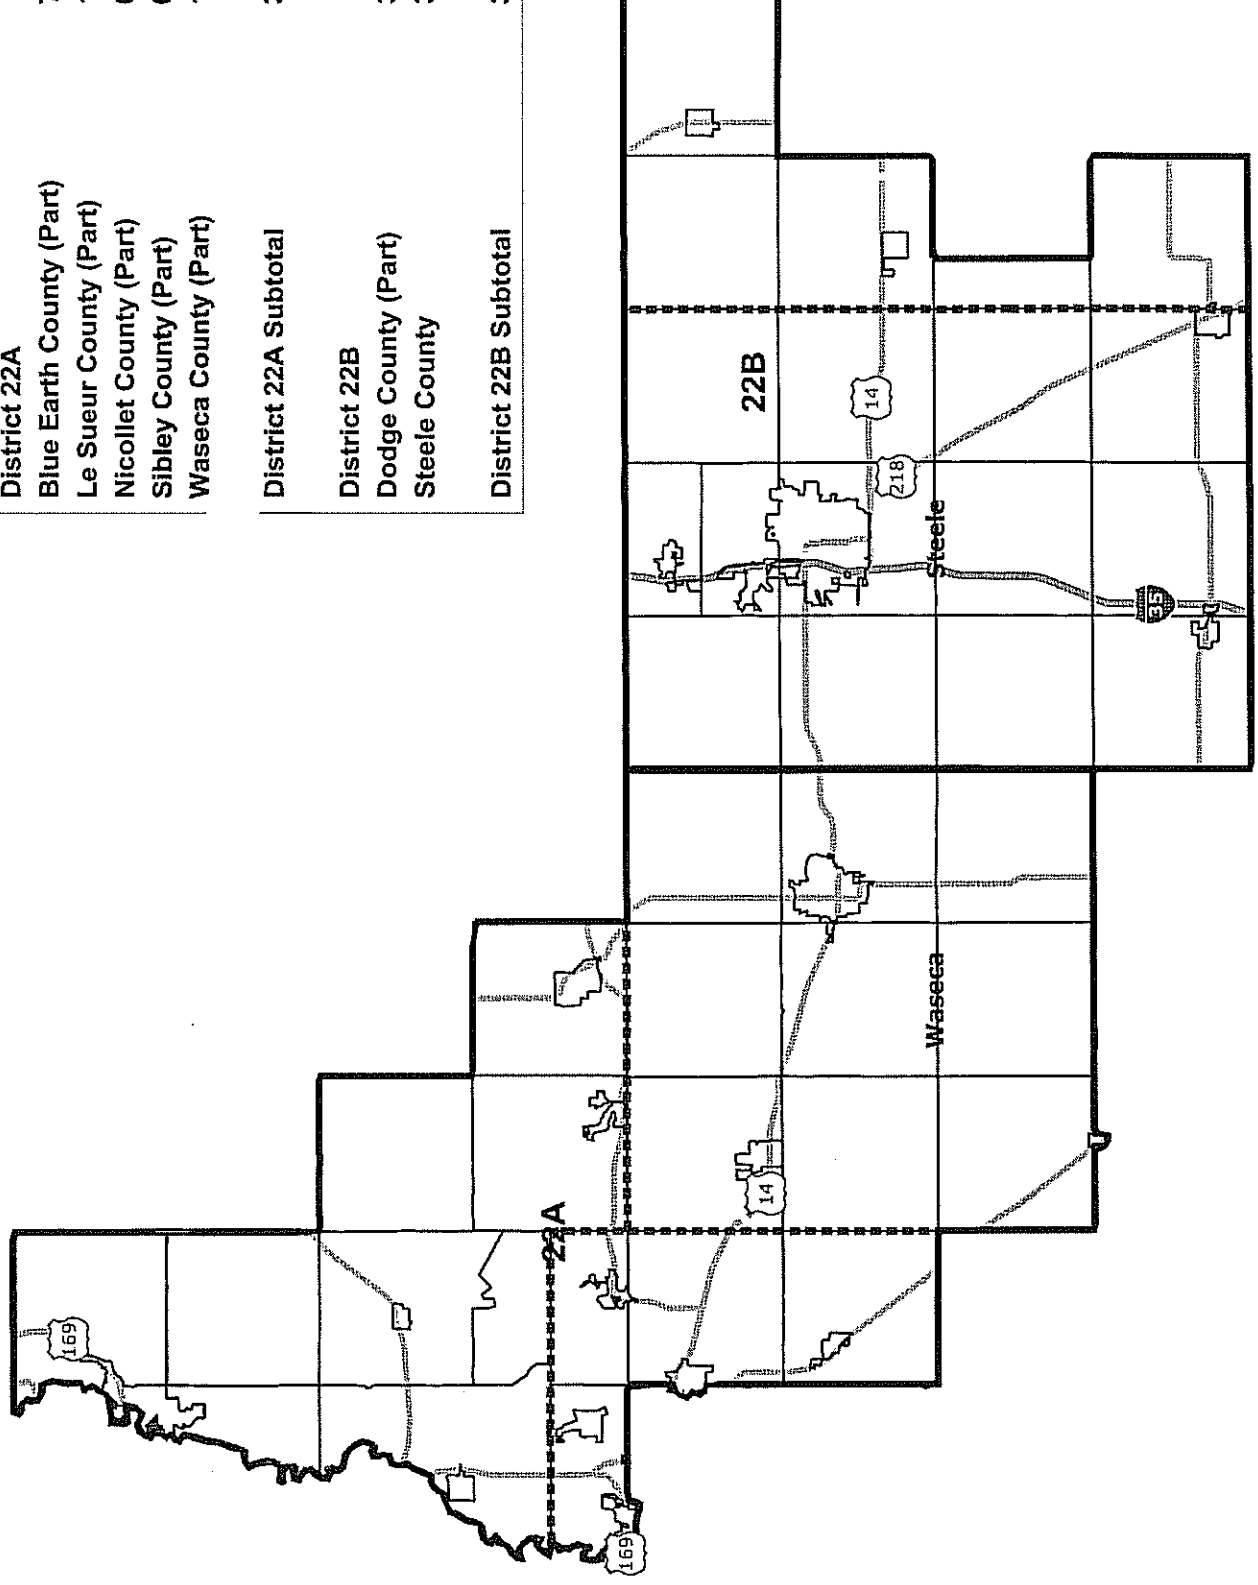 District 22A
Blue Earth County (Part)
Le Sueur County (Part)
Nicollet County (Part)
Sibley County (Part)
Waseca County (Part)
District 22A Subtotal
District 22B
Dodge County (Part)
Steele County
District 22B Subtotal
22B
14
218
Steele
35
Waseca
22A
14
169
169